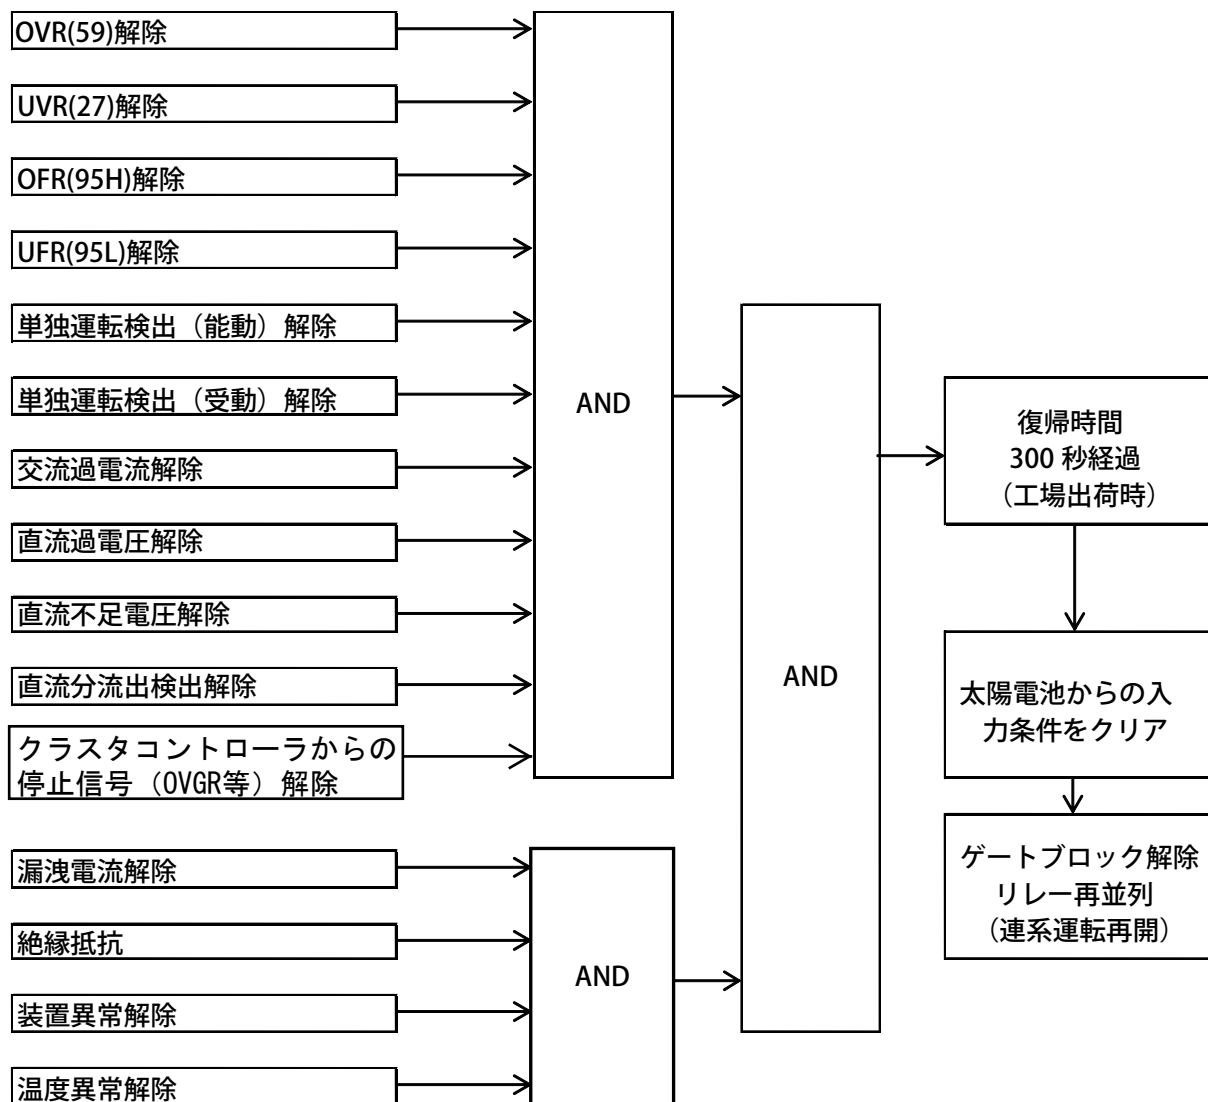 OVR(59)解除
UVR(27)解除
OFR(95H)解除
UFR(95L)解除
単独運転検出（能動）解除
単独運転検出（受動）解除
交流過電流解除
直流過電圧解除
直流不足電圧解除
直流分流出検出解除
クラスタコントローラからの
停止信号（OVGR等）解除
AND
漏洩電流解除
絶縁抵抗
装置異常解除
温度異常解除
AND
AND
復帰時間
300 秒経過
（工場出荷時）
太陽電池からの入
力条件をクリア
ゲートブロック解除
リレー再並列
（連系運転再開）